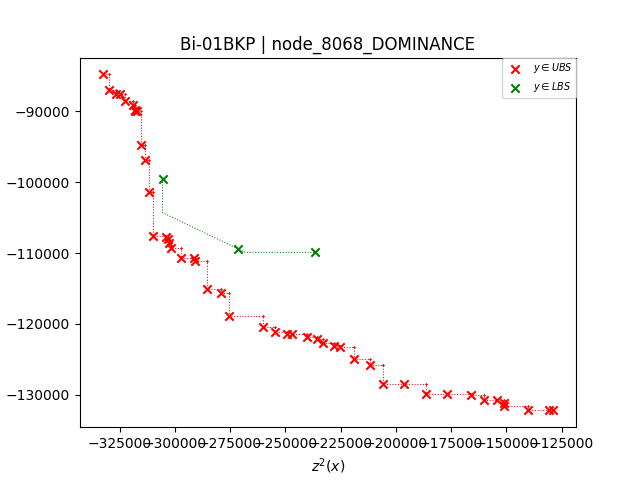 Bi-01BKP | node_8068_DOMINANCE
y ∈ UBS
y ∈ LBS
−90000
−100000
−110000
−120000
−130000
−325000−300000−275000−250000−225000−200000−175000−150000−125000
z²(x)